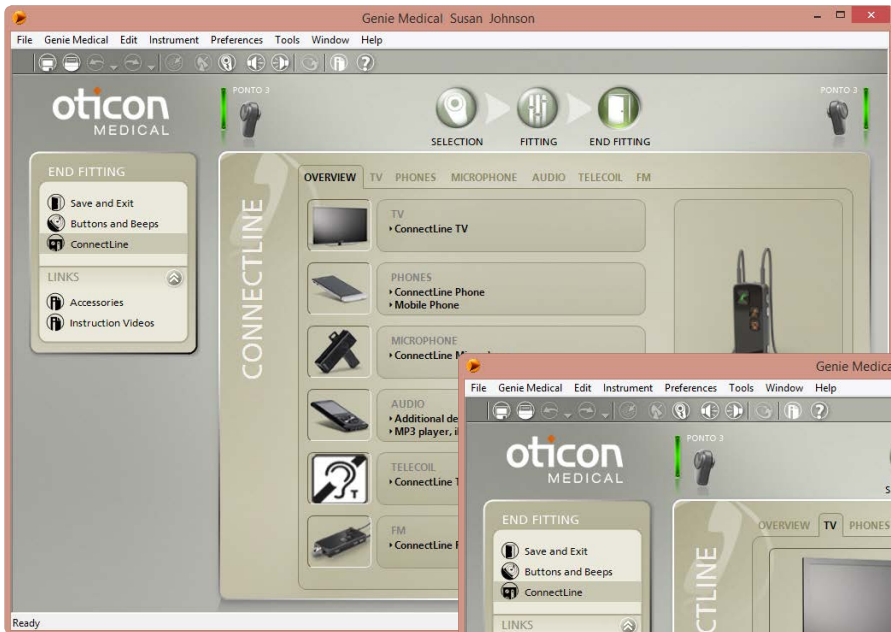 Genie Medical Susan Johnson
File Genie Medical Edit Instrument Preferences Tools Window Help
oticon
MEDICAL
PONTO 3
SELECTION FITTING END FITTING
PONTO 3
END FITTING
Save and Exit
Buttons and Beeps
ConnectLine
LINKS
Accessories
Instruction Videos
CONNECTLINE
OVERVIEW TV PHONES MICROPHONE AUDIO TELECOIL FM
TV
ConnectLine TV
PHONES
ConnectLine Phone
Mobile Phone
MICROPHONE
ConnectLine
AUDIO
Additional
MP3 player,
TELECOIL
ConnectLine
FM
ConnectLine
Ready
Genie
File Genie Medical Edit Instrument Preferences Tools Window Help
oticon
MEDICAL
PONTO 3
END FITTING
Save and Exit
Buttons and Beeps
ConnectLine
LINKS
OVERVIEW TV PHONES